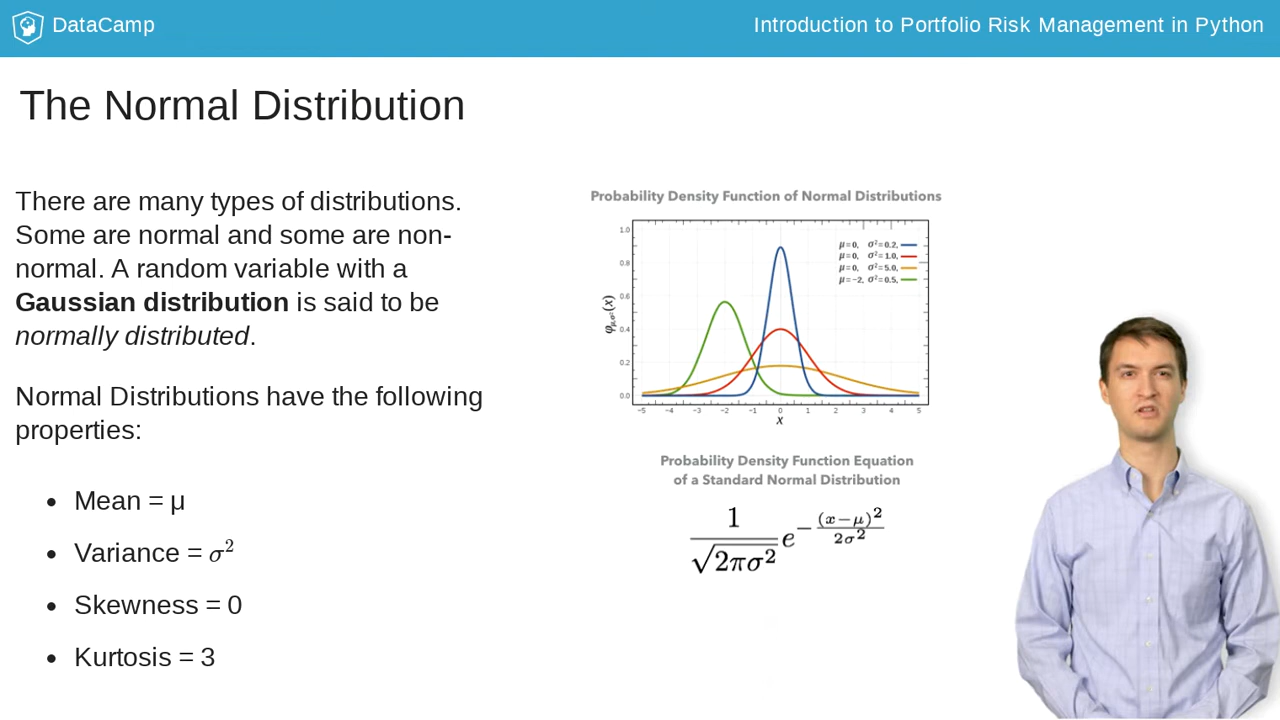 DataCamp
Introduction to Portfolio Risk Management in Python
The Normal Distribution
There are many types of distributions.
Some are normal and some are non-
normal. A random variable with a
Gaussian distribution is said to be
normally distributed.
Normal Distributions have the following
properties:
• Mean = μ
• Variance = σ²
• Skewness = 0
• Kurtosis = 3
Probability Density Function of Normal Distributions
φμ,σ²(x)
1.0
0.8
0.6
0.4
0.2
0.0
μ=0, σ²=0.2,
μ=0, σ²=1.0,
μ=0, σ²=5.0,
μ=−2, σ²=0.5,
−5 −4 −3 −2 −1 0 1 2 3 4 5
x
Probability Density Function Equation
of a Standard Normal Distribution
1/√(2πσ²) e^(−(x−μ)²/(2σ²))